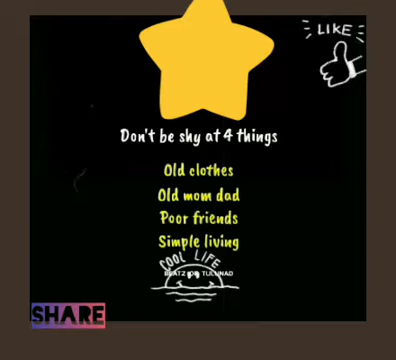 LIKE
Don't be shy at 4 things
Old clothes
Old mom dad
Poor friends
Simple living
COOL LIFE
TULUNAD
SHARE